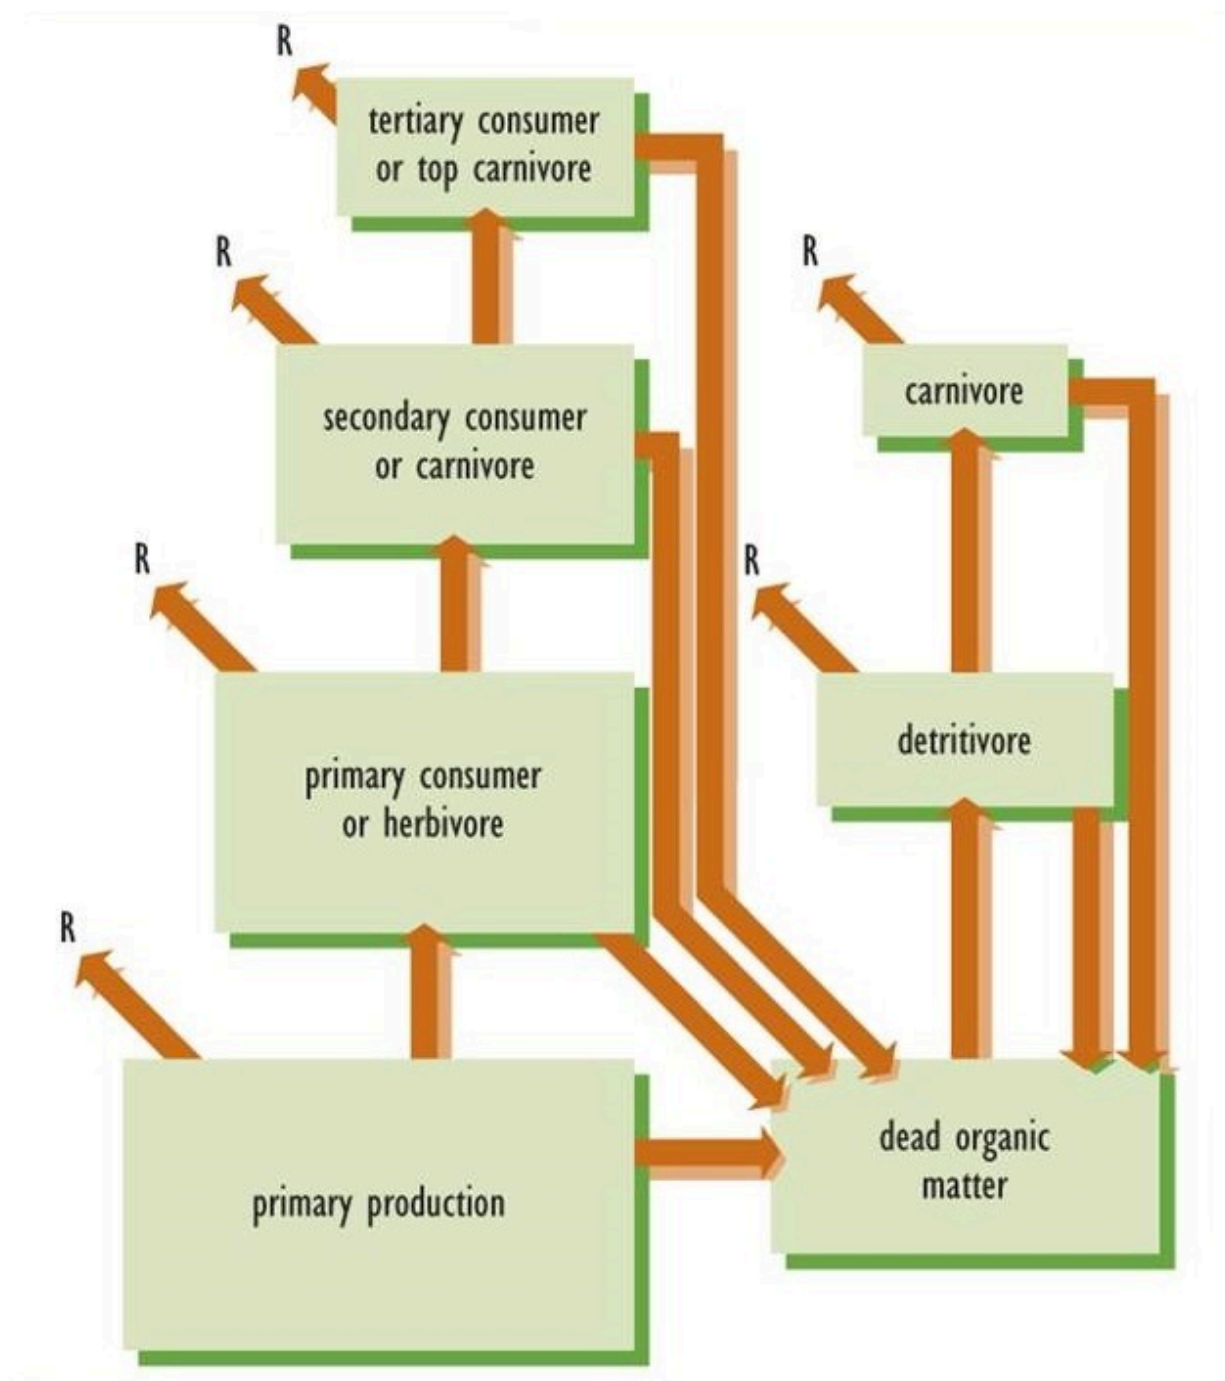 R
tertiary consumer
or top carnivore
R
secondary consumer
or carnivore
R
primary consumer
or herbivore
R
primary production
R
carnivore
R
detritivore
dead organic
matter